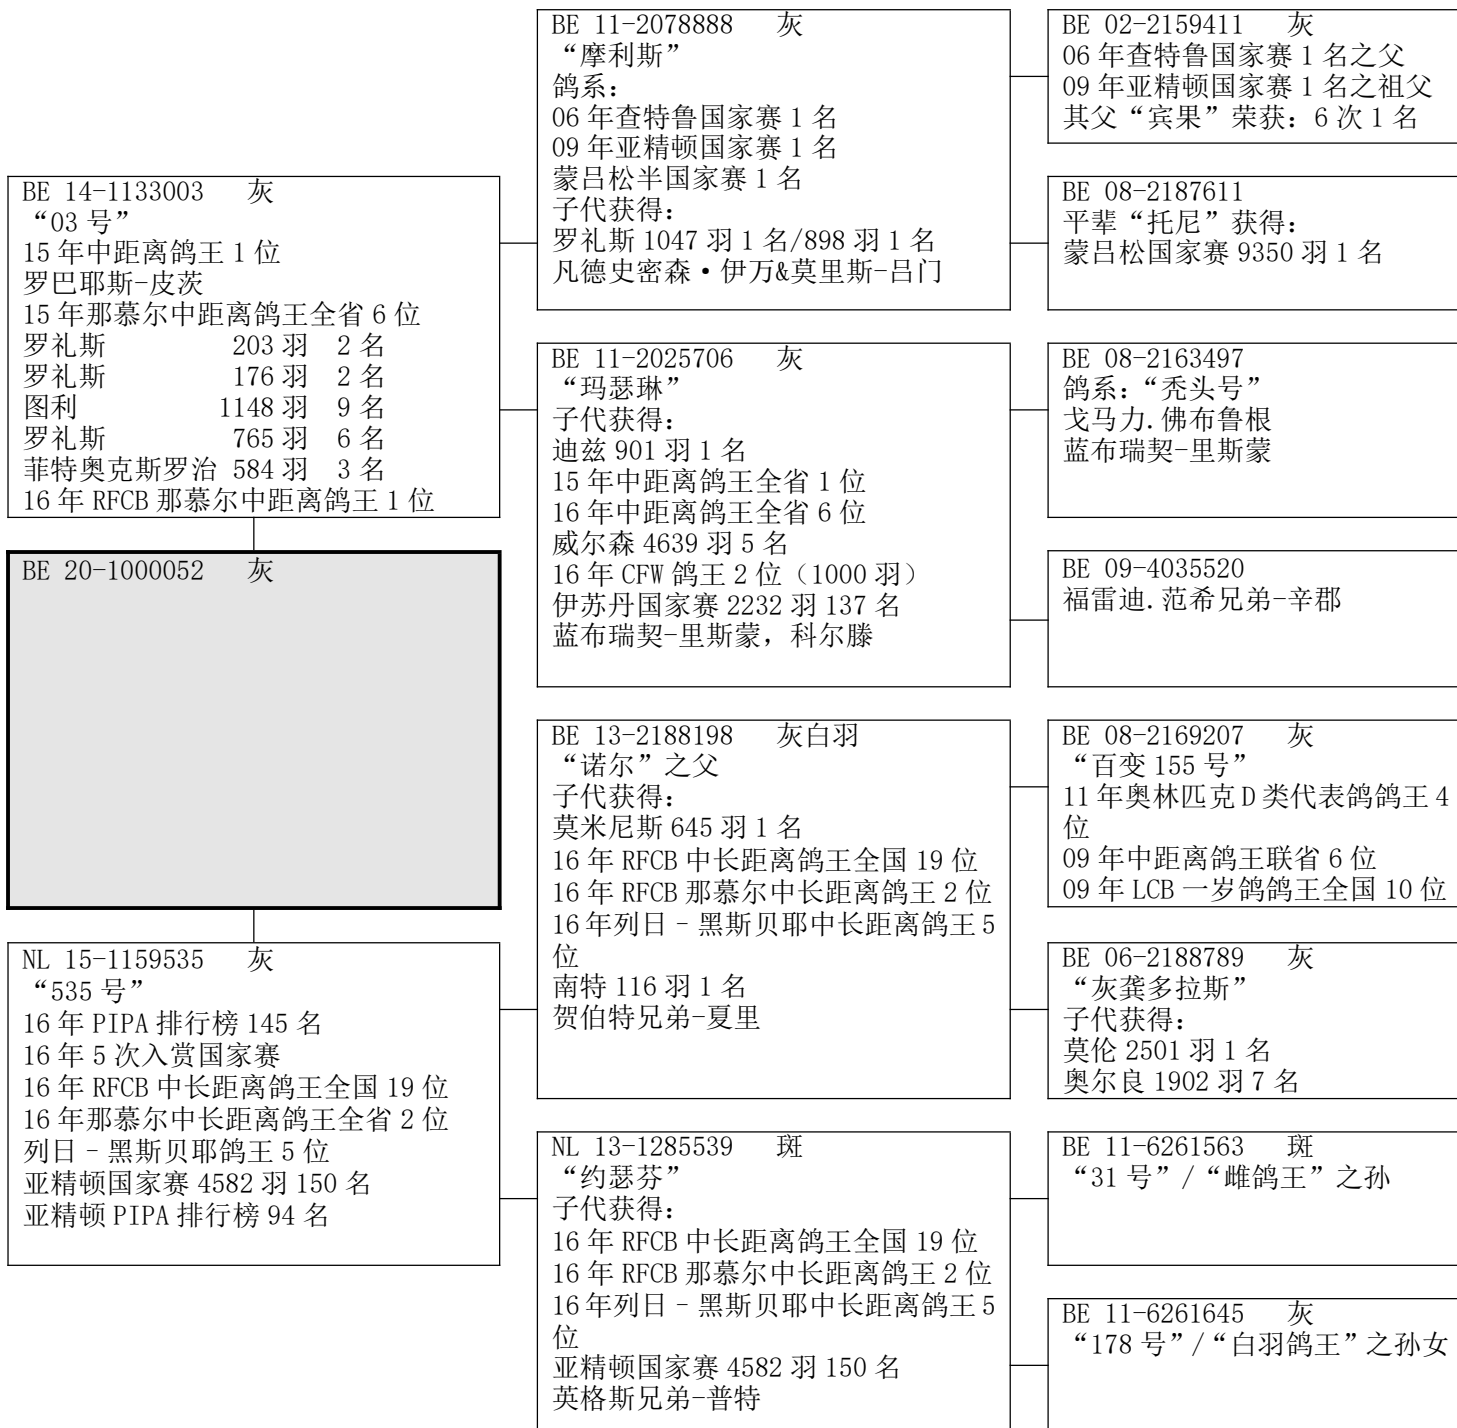 BE 14-1133003 灰
“03 号”
15 年中距离鸽王 1 位
罗巴耶斯-皮茨
15 年那慕尔中距离鸽王全省 6 位
罗礼斯 203 羽 2 名
罗礼斯 176 羽 2 名
图利 1148 羽 9 名
罗礼斯 765 羽 6 名
菲特奥克斯罗治 584 羽 3 名
16 年 RFCB 那慕尔中距离鸽王 1 位
BE 20-1000052 灰
NL 15-1159535 灰
“535 号”
16 年 PIPA 排行榜 145 名
16 年 5 次入赏国家赛
16 年 RFCB 中长距离鸽王全国 19 位
16 年那慕尔中长距离鸽王全省 2 位
列日－黑斯贝耶鸽王 5 位
亚精顿国家赛 4582 羽 150 名
亚精顿 PIPA 排行榜 94 名
BE 11-2078888 灰
“摩利斯”
鸽系：
06 年查特鲁国家赛 1 名
09 年亚精顿国家赛 1 名
蒙吕松半国家赛 1 名
子代获得：
罗礼斯 1047 羽 1 名/898 羽 1 名
凡德史密森·伊万&莫里斯-吕门
BE 11-2025706 灰
“玛瑟琳”
子代获得：
迪兹 901 羽 1 名
15 年中距离鸽王全省 1 位
16 年中距离鸽王全省 6 位
威尔森 4639 羽 5 名
16 年 CFW 鸽王 2 位（1000 羽）
伊苏丹国家赛 2232 羽 137 名
蓝布瑞契-里斯蒙，科尔滕
BE 13-2188198 灰白羽
“诺尔”之父
子代获得：
莫米尼斯 645 羽 1 名
16 年 RFCB 中长距离鸽王全国 19 位
16 年 RFCB 那慕尔中长距离鸽王 2 位
16 年列日－黑斯贝耶中长距离鸽王 5
位
南特 116 羽 1 名
贺伯特兄弟-夏里
NL 13-1285539 斑
“约瑟芬”
子代获得：
16 年 RFCB 中长距离鸽王全国 19 位
16 年 RFCB 那慕尔中长距离鸽王 2 位
16 年列日－黑斯贝耶中长距离鸽王 5
位
亚精顿国家赛 4582 羽 150 名
英格斯兄弟-普特
BE 02-2159411 灰
06 年查特鲁国家赛 1 名之父
09 年亚精顿国家赛 1 名之祖父
其父“宾果”荣获：6 次 1 名
BE 08-2187611
平辈“托尼”获得：
蒙吕松国家赛 9350 羽 1 名
BE 08-2163497
鸽系：“秃头号”
戈马力.佛布鲁根
蓝布瑞契-里斯蒙
BE 09-4035520
福雷迪.范希兄弟-辛郡
BE 08-2169207 灰
“百变 155 号”
11 年奥林匹克 D 类代表鸽鸽王 4
位
09 年中距离鸽王联省 6 位
09 年 LCB 一岁鸽鸽王全国 10 位
BE 06-2188789 灰
“灰龚多拉斯”
子代获得：
莫伦 2501 羽 1 名
奥尔良 1902 羽 7 名
BE 11-6261563 斑
“31 号”/“雌鸽王”之孙
BE 11-6261645 灰
“178 号”/“白羽鸽王”之孙女